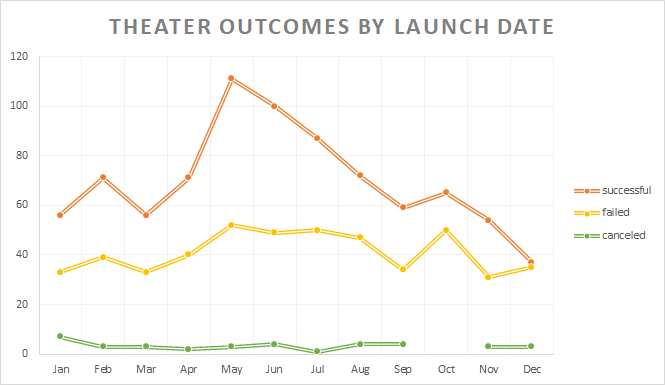 THEATER OUTCOMES BY LAUNCH DATE
120
100
80
60
40
20
0
Jan Feb Mar Apr May Jun Jul Aug Sep Oct Nov Dec
successful
failed
canceled